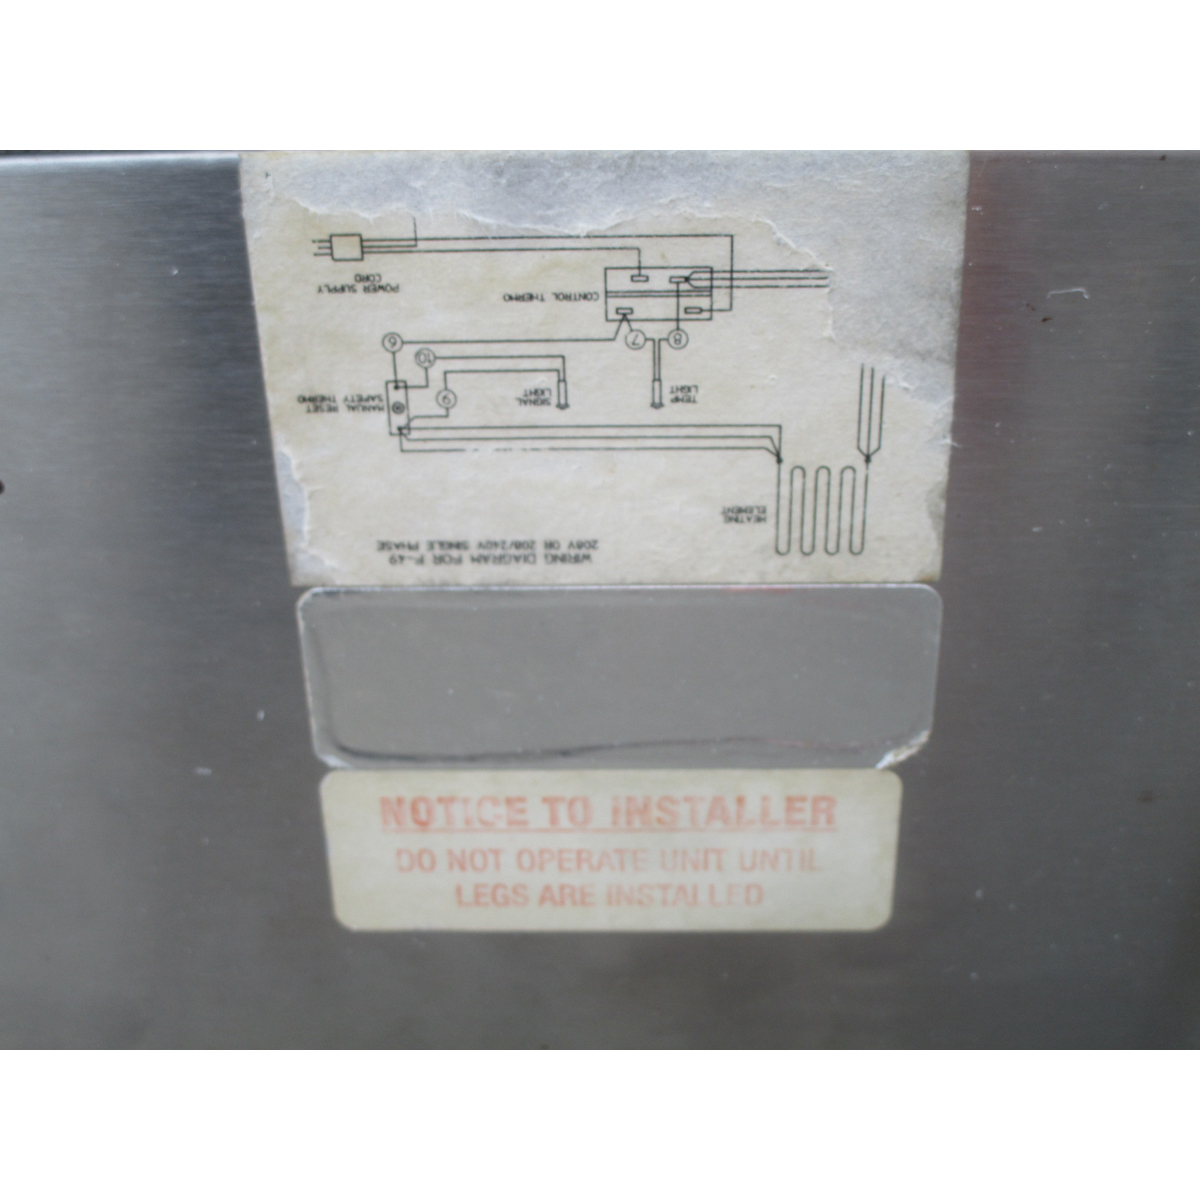 WIRING DIAGRAM FOR F-49
208V OR 208/240V SINGLE PHASE
HEATING
ELEMENT
TEMP
LIGHT
SIGNAL
LIGHT
9
MANUAL RESET
SAFETY THERMO
10
6
8
7
CONTROL THERMO
POWER SUPPLY
CORD
NOTICE TO INSTALLER
DO NOT OPERATE UNIT UNTIL
LEGS ARE INSTALLED